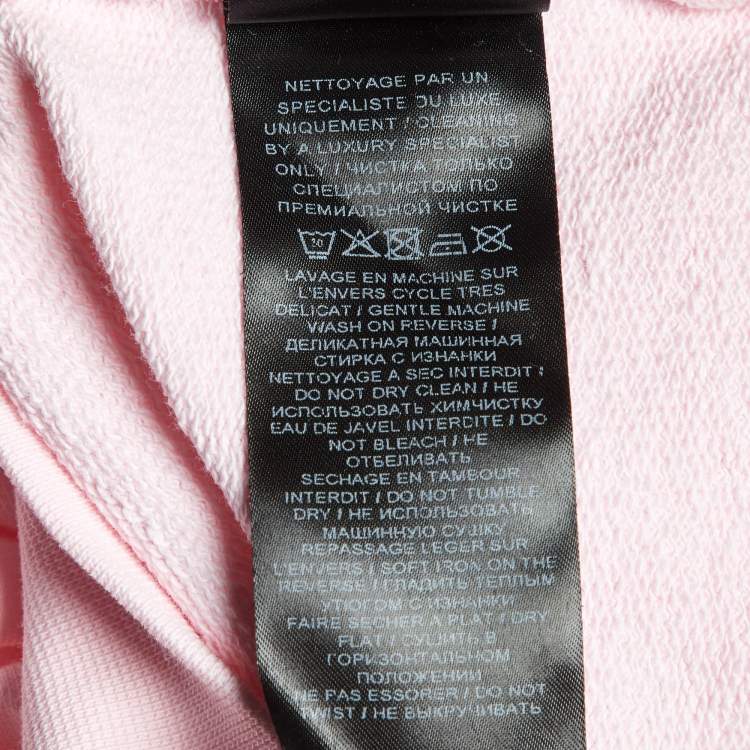 NETTOYAGE PAR UN
SPECIALISTE DU LUXE
UNIQUEMENT / CLEANING
BY A LUXURY SPECIALIST
ONLY / ЧИСТКА ТОЛЬКО
СПЕЦИАЛИСТОМ ПО
ПРЕМИАЛЬНОЙ ЧИСТКЕ
30
LAVAGE EN MACHINE SUR
L'ENVERS CYCLE TRES
DELICAT / GENTLE MACHINE
WASH ON REVERSE /
ДЕЛИКАТНАЯ МАШИННАЯ
СТИРКА С ИЗНАНКИ
NETTOYAGE A SEC INTERDIT /
DO NOT DRY CLEAN / НЕ
ИСПОЛЬЗОВАТЬ ХИМЧИСТКУ
EAU DE JAVEL INTERDITE / DO
NOT BLEACH / НЕ
ОТБЕЛИВАТЬ
SECHAGE EN TAMBOUR
INTERDIT / DO NOT TUMBLE
DRY / НЕ ИСПОЛЬЗОВАТЬ
МАШИННУЮ СУШКУ
REPASSAGE LEGER SUR
L'ENVERS / SOFT IRON ON THE
REVERSE / ГЛАДИТЬ ТЕПЛЫМ
УТЮГОМ С ИЗНАНКИ
FAIRE SECHER A PLAT / DRY
FLAT / СУШИТЬ В
ГОРИЗОНТАЛЬНОМ
ПОЛОЖЕНИИ
NE PAS ESSORER / DO NOT
TWIST / НЕ ВЫКРУЧИВАТЬ